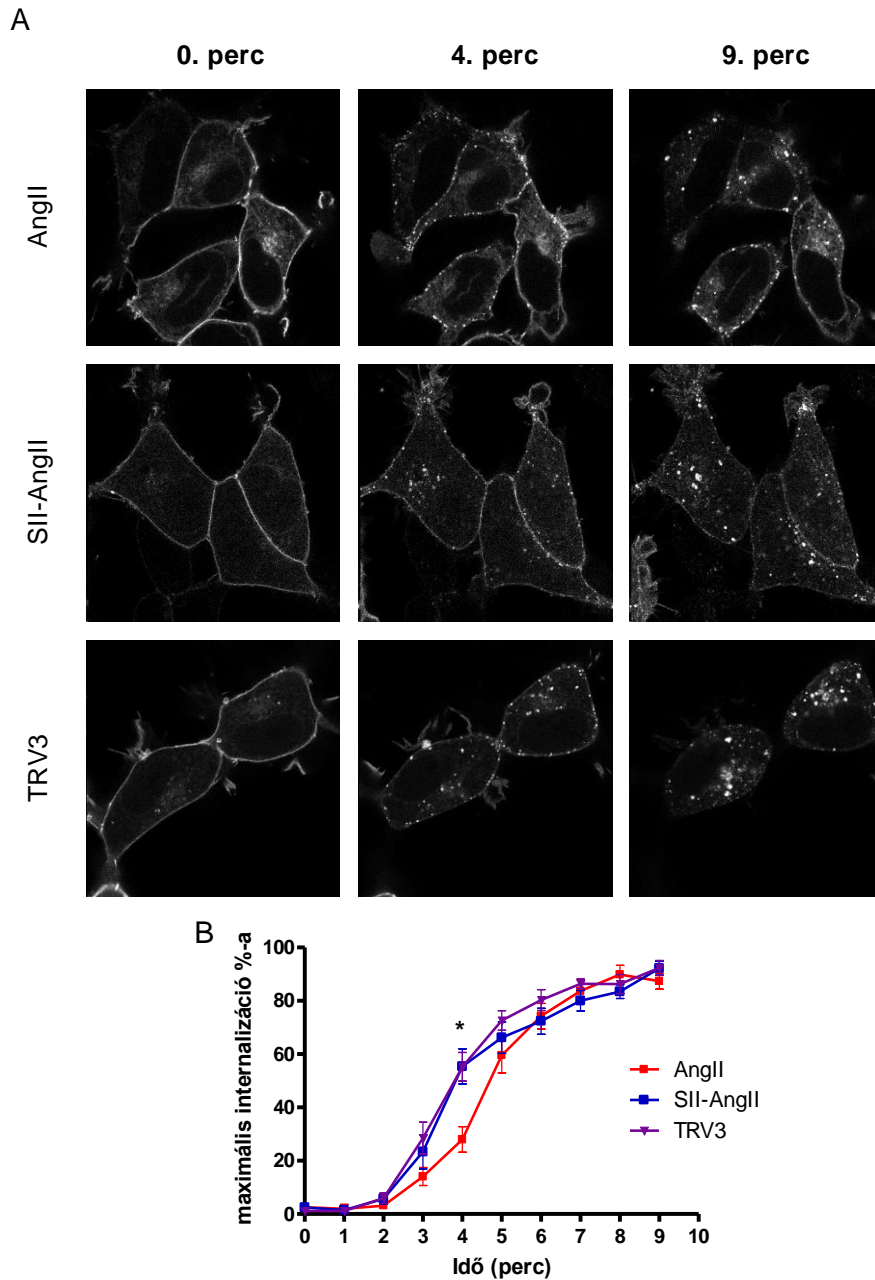 A
0. perc 4. perc 9. perc
AngII
SII-AngII
TRV3
B
maximális internalizáció %-a
100
80
60
40
20
0
*
AngII
SII-AngII
TRV3
0 1 2 3 4 5 6 7 8 9 10
Idő (perc)